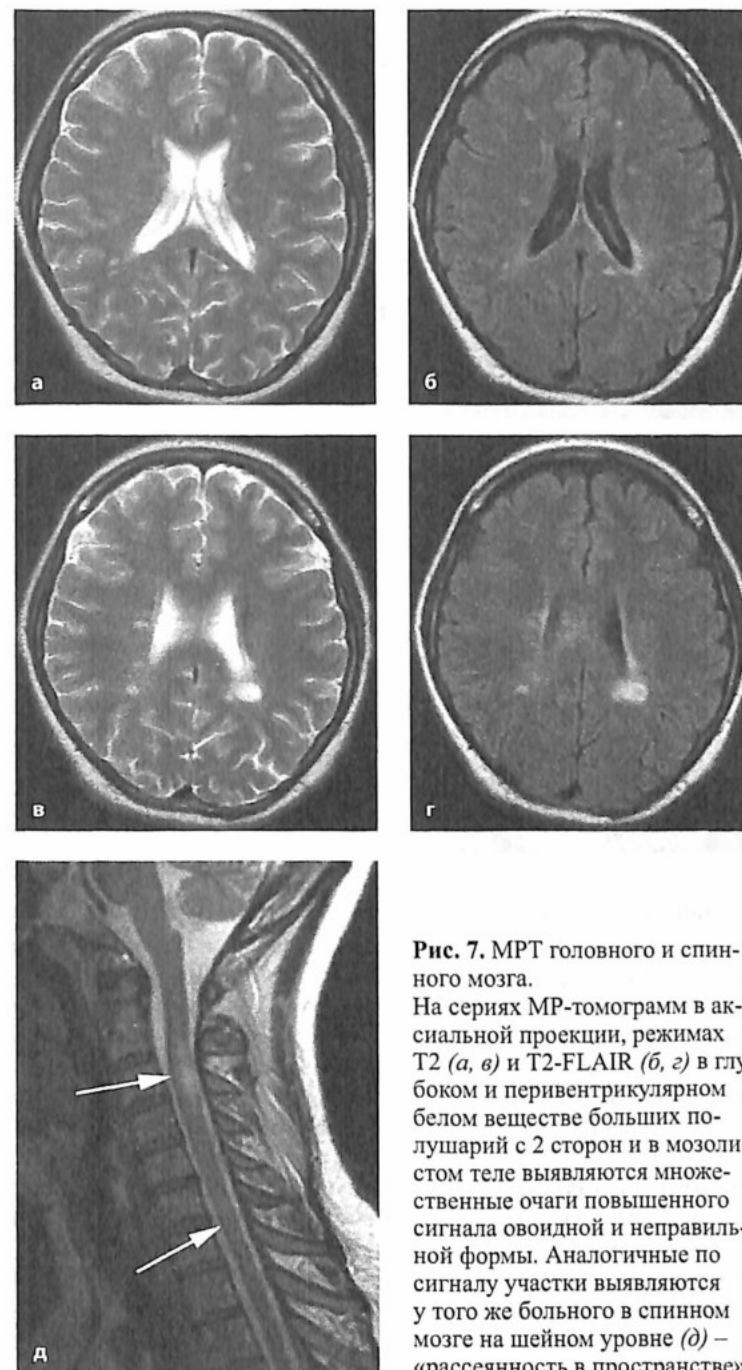 а
б
в
г
д
Рис. 7. МРТ головного и спин-
ного мозга.
На сериях МР-томограмм в ак-
сиальной проекции, режимах
Т2 (а, в) и T2-FLAIR (б, г) в глу
боком и перивентрикулярном
белом веществе больших по-
лушарий с 2 сторон и в мозоли
стом теле выявляются множе-
ственные очаги повышенного
сигнала овоидной и неправиль-
ной формы. Аналогичные по
сигналу участки выявляются
у того же больного в спинном
мозге на шейном уровне (д) –
«рассеянность в пространстве»